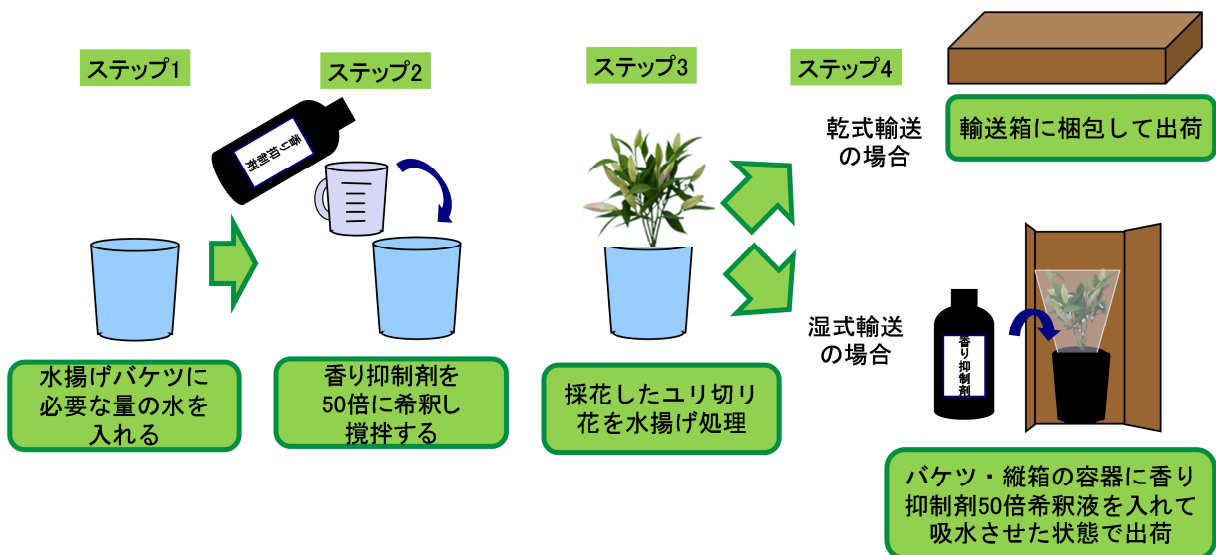 ステップ1
水揚げバケツに
必要な量の水を
入れる
ステップ2
香り抑制剤
香り抑制剤を
50倍に希釈し
撹拌する
ステップ3
採花したユリ切り
花を水揚げ処理
ステップ4
乾式輸送
の場合
輸送箱に梱包して出荷
湿式輸送
の場合
香り抑制剤
バケツ・縦箱の容器に香り
抑制剤50倍希釈液を入れて
吸水させた状態で出荷